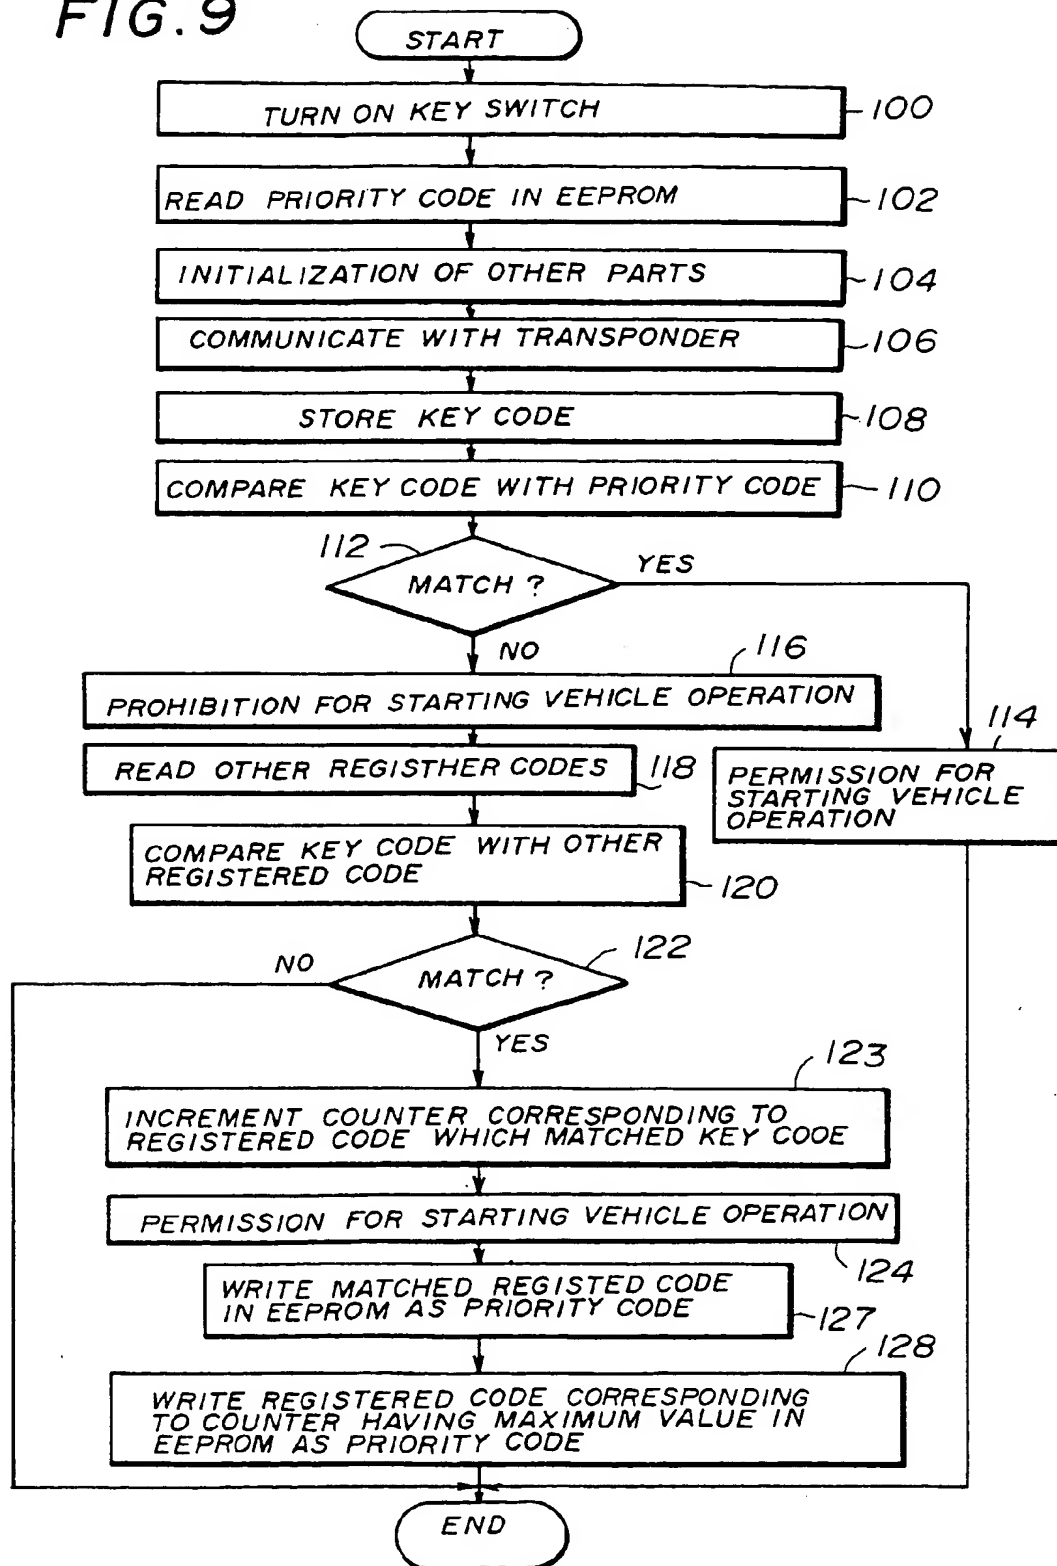 FIG. 9
START
TURN ON KEY SWITCH
100
READ PRIORITY CODE IN EEPROM
102
INITIALIZATION OF OTHER PARTS
104
COMMUNICATE WITH TRANSPONDER
106
STORE KEY CODE
108
COMPARE KEY CODE WITH PRIORITY CODE
110
112
MATCH ?
YES
NO
116
PROHIBITION FOR STARTING VEHICLE OPERATION
114
READ OTHER REGISTHER CODES
118
PERMISSION FOR
STARTING VEHICLE
OPERATION
COMPARE KEY CODE WITH OTHER
REGISTERED CODE
120
122
NO
MATCH ?
YES
123
INCREMENT COUNTER CORRESPONDING TO
REGISTERED CODE WHICH MATCHED KEY COOE
PERMISSION FOR STARTING VEHICLE OPERATION
124
WRITE MATCHED REGISTED CODE
IN EEPROM AS PRIORITY CODE
127
128
WRITE REGISTERED CODE CORRESPONDING
TO COUNTER HAVING MAXIMUM VALUE IN
EEPROM AS PRIORITY CODE
END